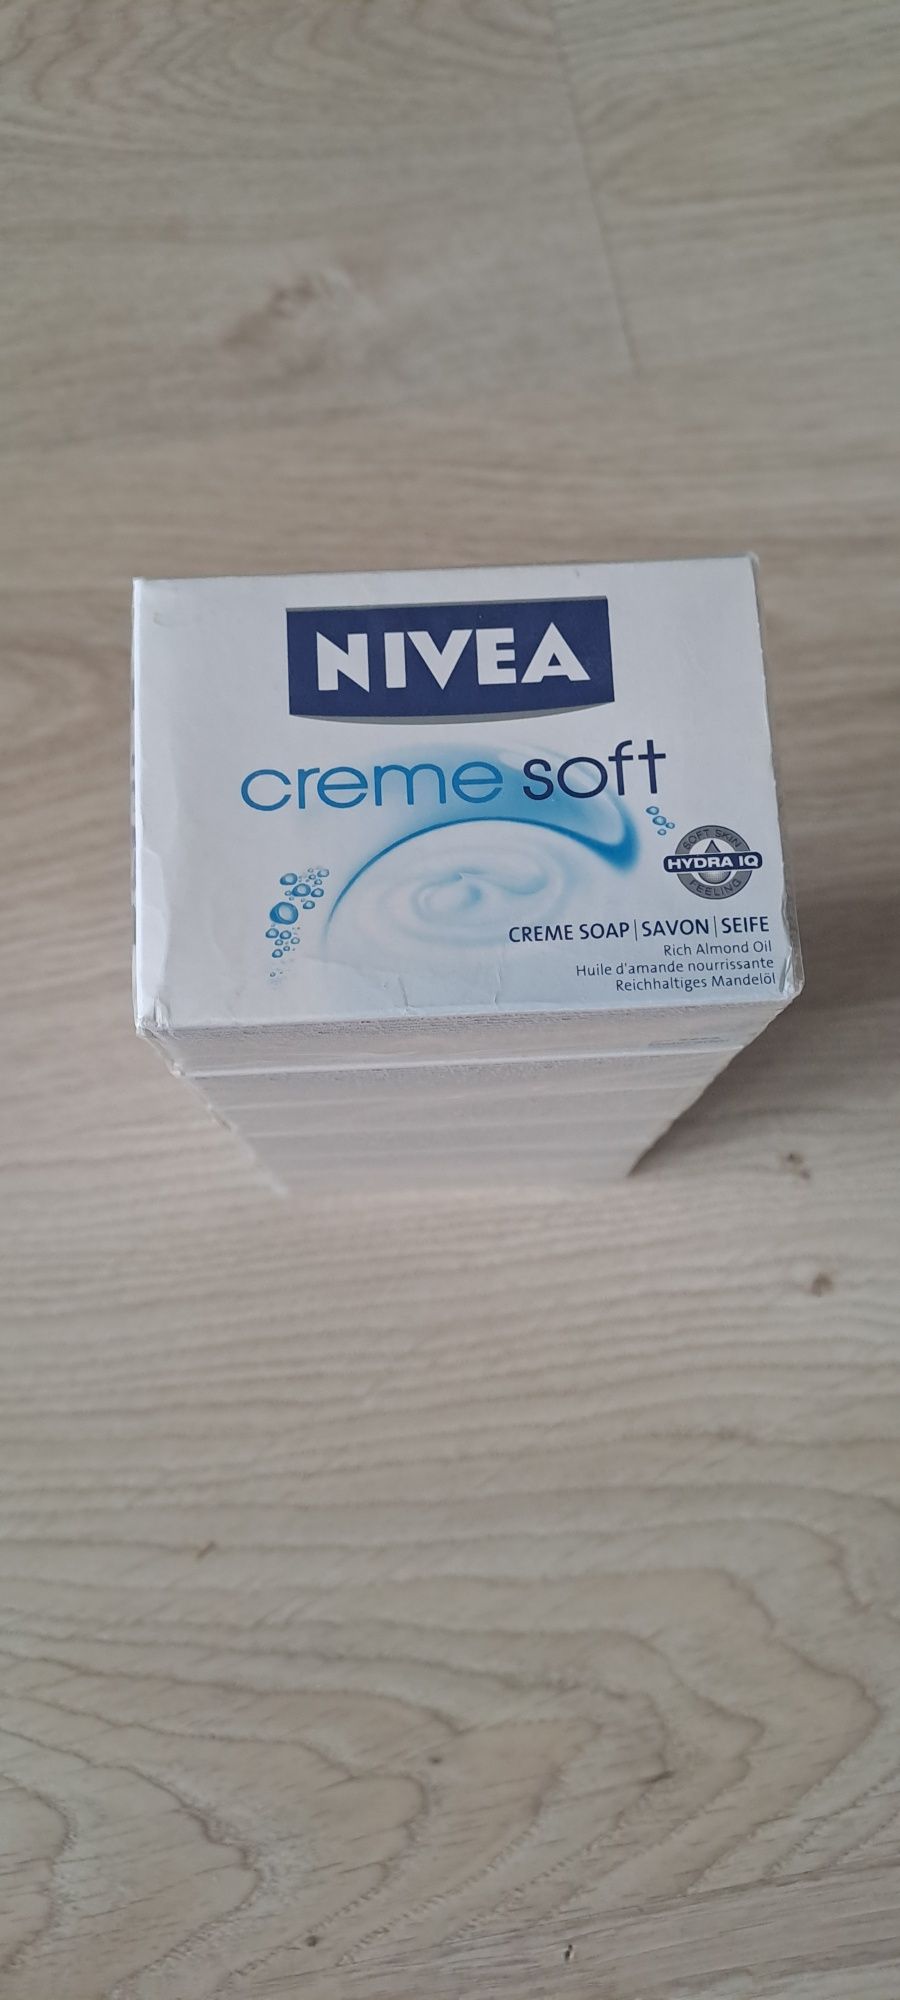 NIVEA
creme soft
SOFT SKIN
HYDRA IQ
FEELING
CREME SOAP | SAVON | SEIFE
Rich Almond Oil
Huile d'amande nourrissante
Reichhaltiges Mandelöl